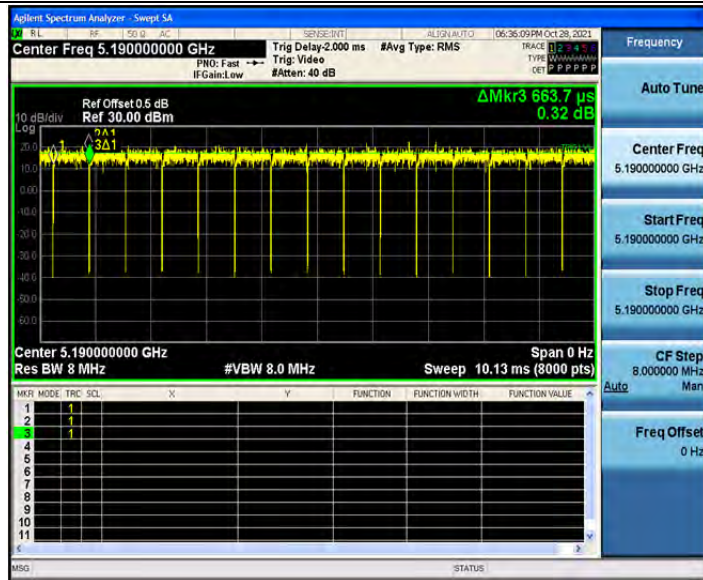 Agilent Spectrum Analyzer - Swept SA
RL RF 50 Ω AC SENSE:INT ALIGN AUTO 06:36:09 PM Oct 28, 2021
Center Freq 5.190000000 GHz Trig Delay-2.000 ms #Avg Type: RMS TRACE 1 2 3 4 5 6
PNO: Fast Trig: Video TYPE
IFGain:Low #Atten: 40 dB DET P P P P P P
Frequency
Auto Tune
Ref Offset 0.5 dB ΔMkr3 663.7 µs
10 dB/div Ref 30.00 dBm 0.32 dB
Log
20.0
10.0
0.00
-10.0
-20.0
-30.0
-40.0
-50.0
-60.0
1 2Δ1
3Δ1
Center Freq
5.190000000 GHz
Start Freq
5.190000000 GHz
Stop Freq
5.190000000 GHz
Center 5.190000000 GHz Span 0 Hz
Res BW 8 MHz #VBW 8.0 MHz Sweep 10.13 ms (8000 pts)
CF Step
8.000000 MHz
Auto Man
Freq Offset
0 Hz
MKR MODE TRC SCL X Y FUNCTION FUNCTION WIDTH FUNCTION VALUE
1 1
2 1
3 1
4
5
6
7
8
9
10
11
MSG STATUS